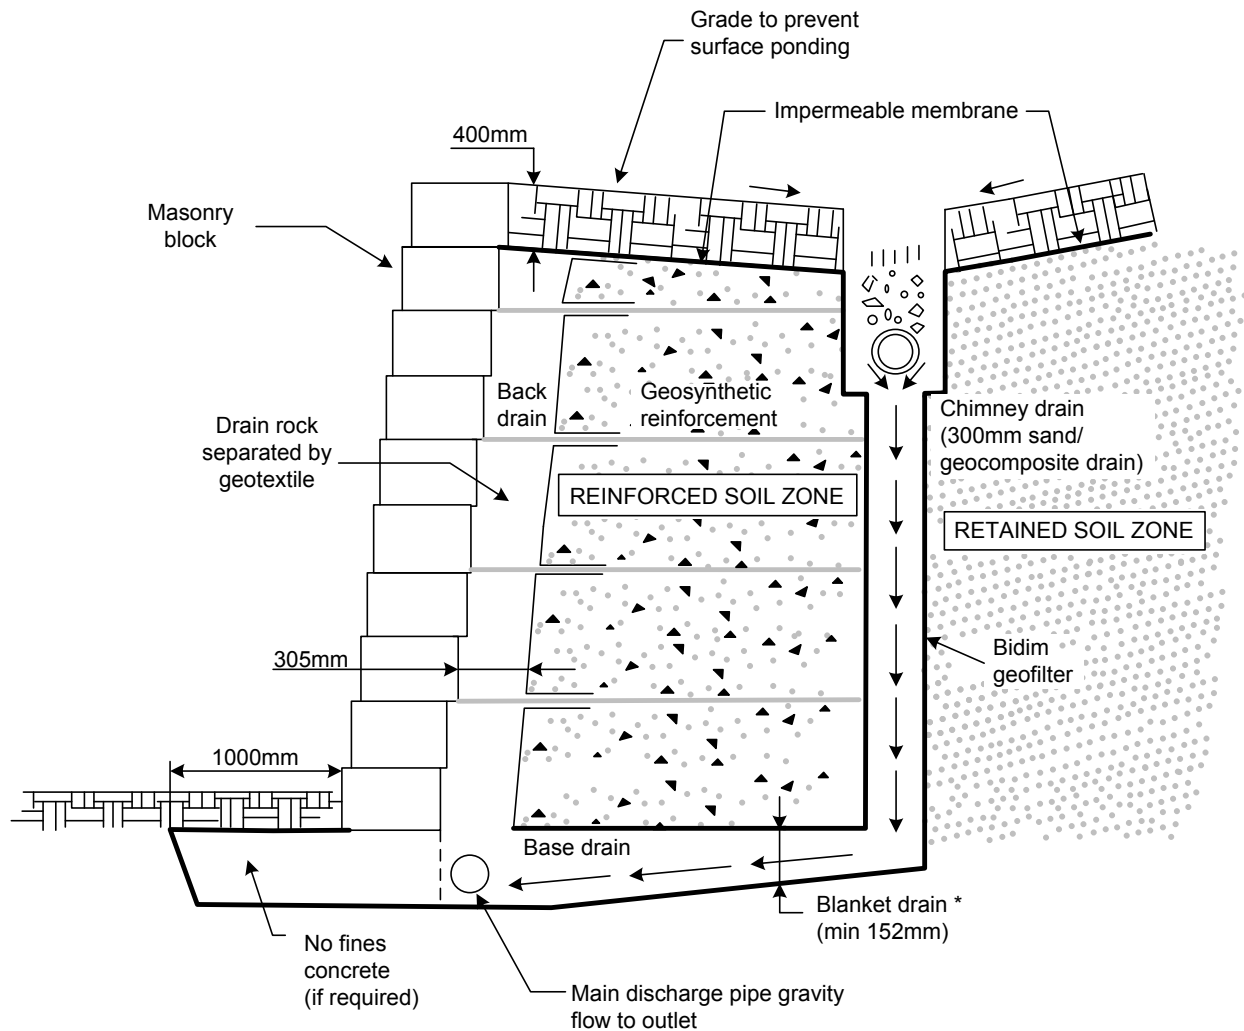 Grade to prevent
surface ponding
Impermeable membrane
400mm
Masonry
block
Back
drain
Geosynthetic
reinforcement
Chimney drain
(300mm sand/
geocomposite drain)
Drain rock
separated by
geotextile
REINFORCED SOIL ZONE
RETAINED SOIL ZONE
305mm
Bidim
geofilter
1000mm
Base drain
Blanket drain *
(min 152mm)
No fines
concrete
(if required)
Main discharge pipe gravity
flow to outlet